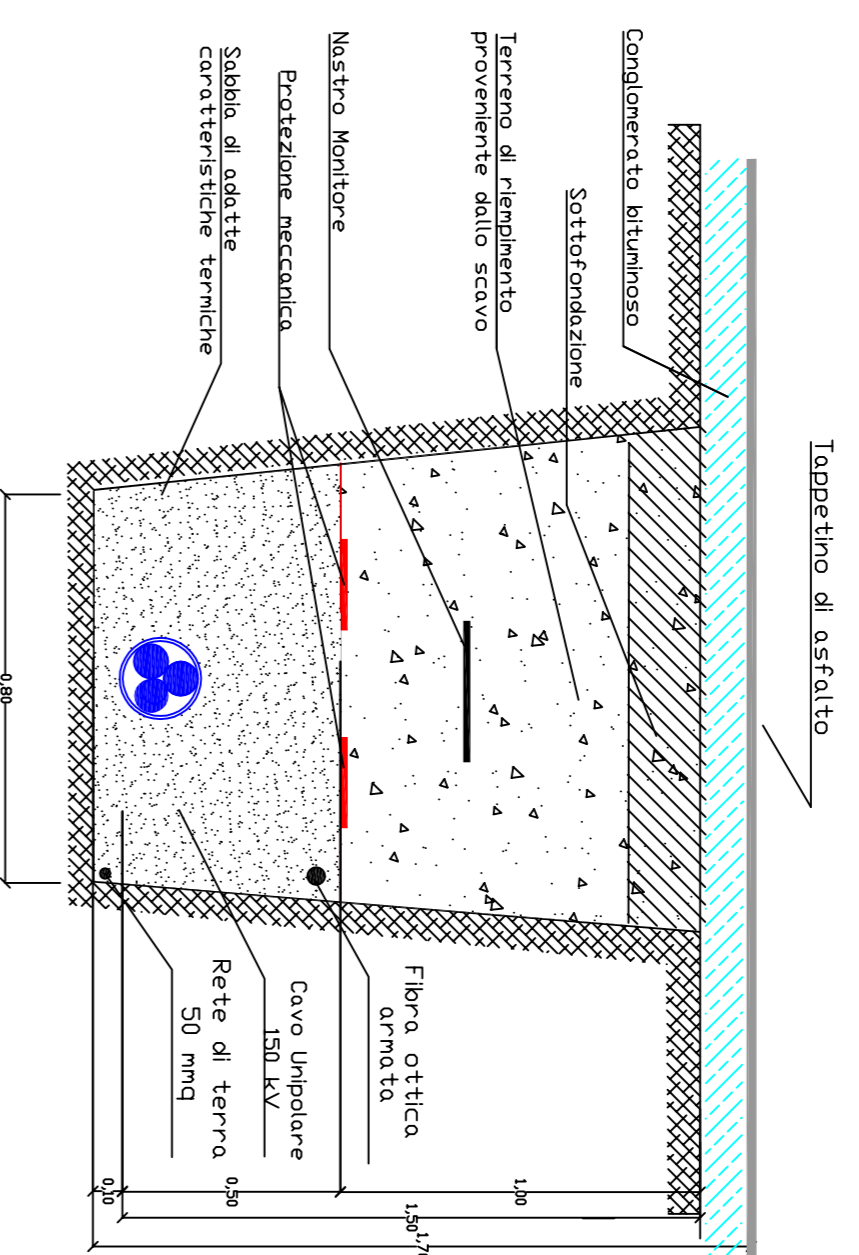 Tappetino di asfalto
Conglomerato bituminoso
Sottofondazione
Terreno di riempimento
proveniente dallo scavo
Nastro Monitore
Protezione meccanica
Sabbia di adatte
caratteristiche termiche
Fibra ottica
armata
Cavo Unipolare
150 kV
Rete di terra
50 mmq
1,00
0,50
0,10
1,50
0,80